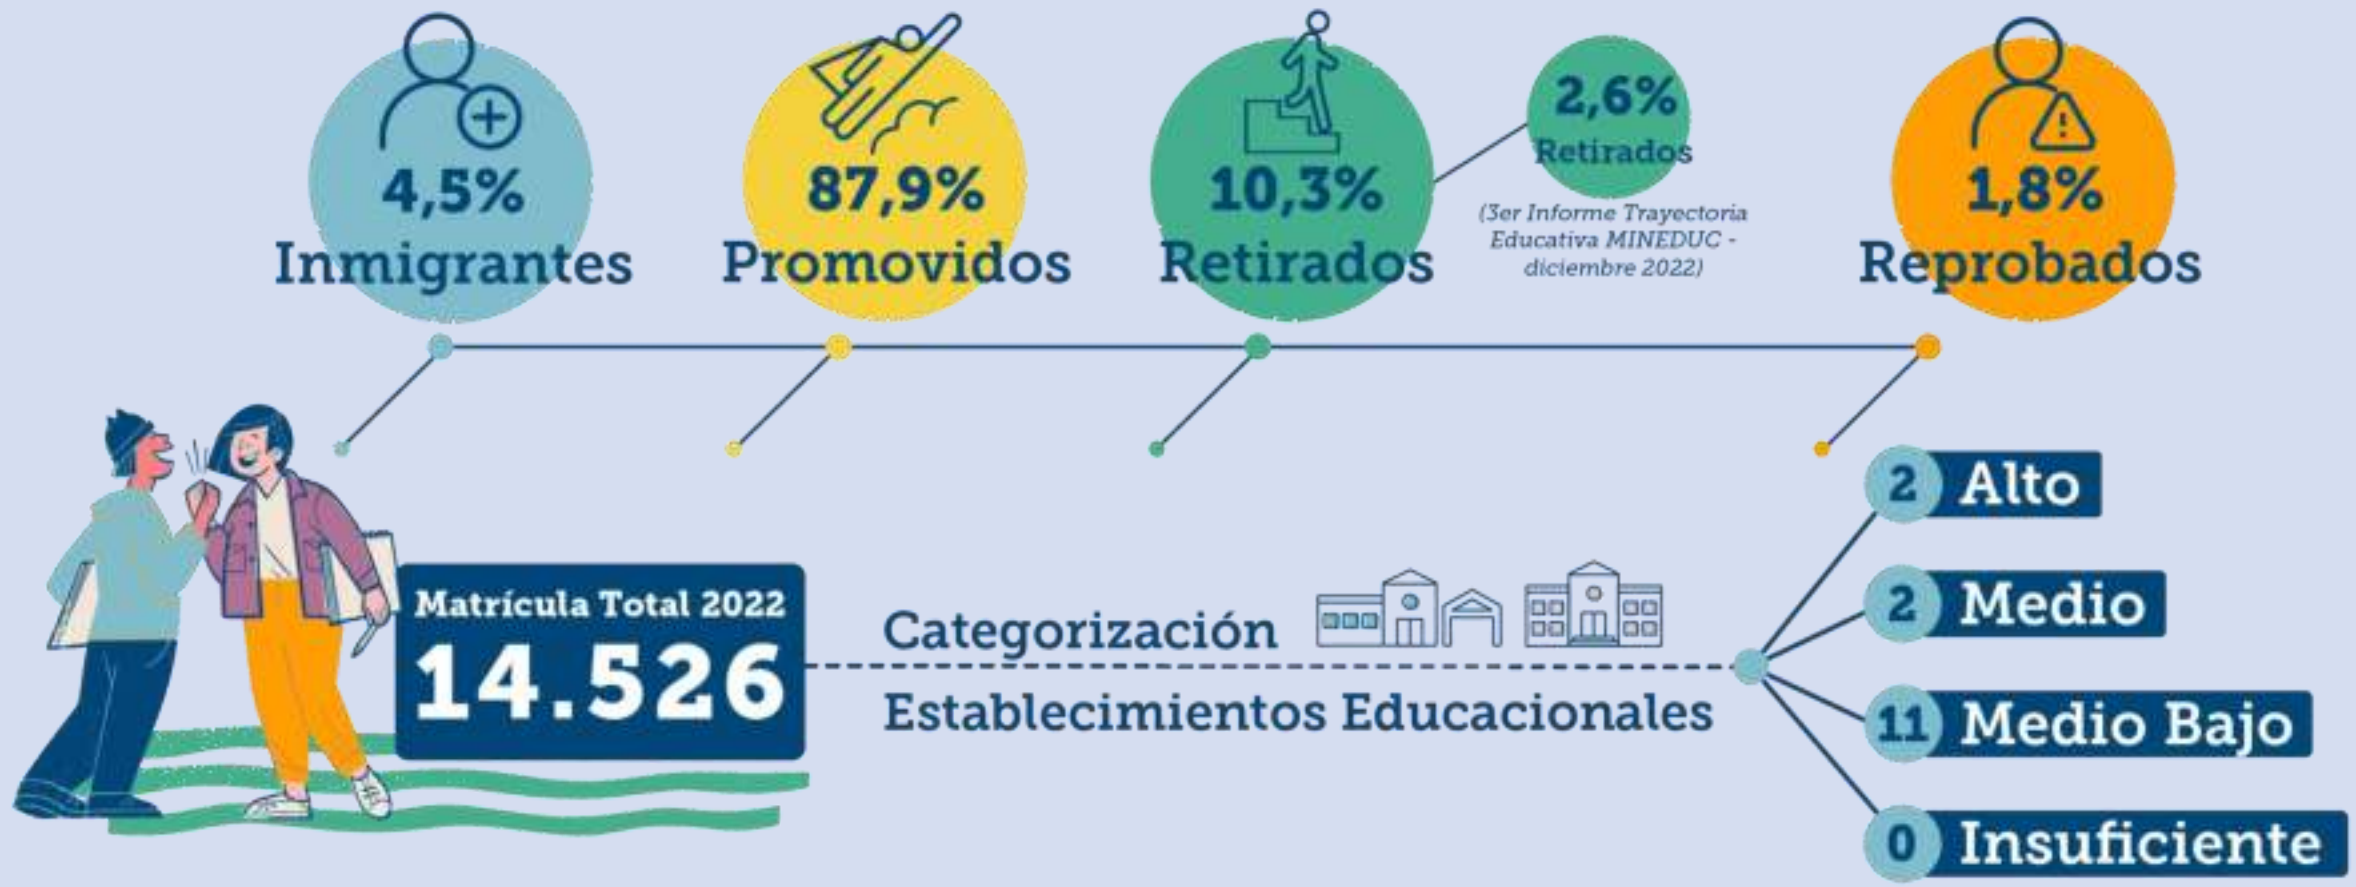 4,5%
Inmigrantes
87,9%
Promovidos
10,3%
Retirados
2,6%
Retirados
(3er Informe Trayectoria
Educativa MINEDUC -
diciembre 2022)
1,8%
Reprobados
Matrícula Total 2022
14.526
Categorización
Establecimientos Educacionales
2 Alto
2 Medio
11 Medio Bajo
0 Insuficiente